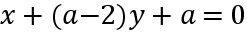 x + (a−2)y + a = 0